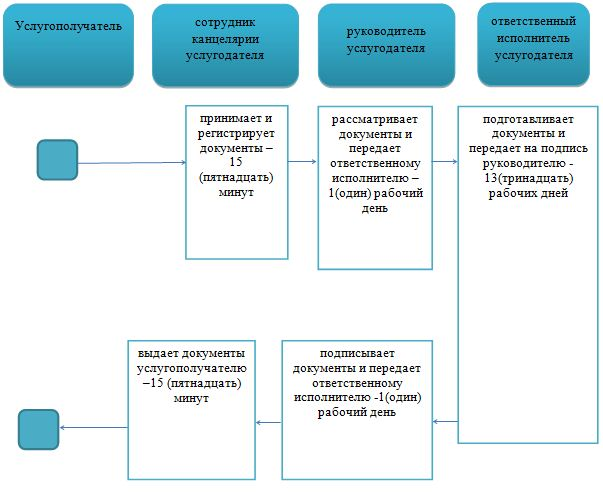 Услугополучатель
сотрудник
канцелярии
услугодателя
руководитель
услугодателя
ответственный
исполнитель
услугодателя
принимает и
регистрирует
документы –
15
(пятнадцать)
минут
рассматривает
документы и
передает
ответственному
исполнителю –
1(один) рабочий
день
подготавливает
документы и
передает на подпись
руководителю -
13(тринадцать)
рабочих дней
выдает документы
услугополучателю
–15 (пятнадцать)
минут
подписывает
документы и передает
ответственному
исполнителю -1(один)
рабочий день